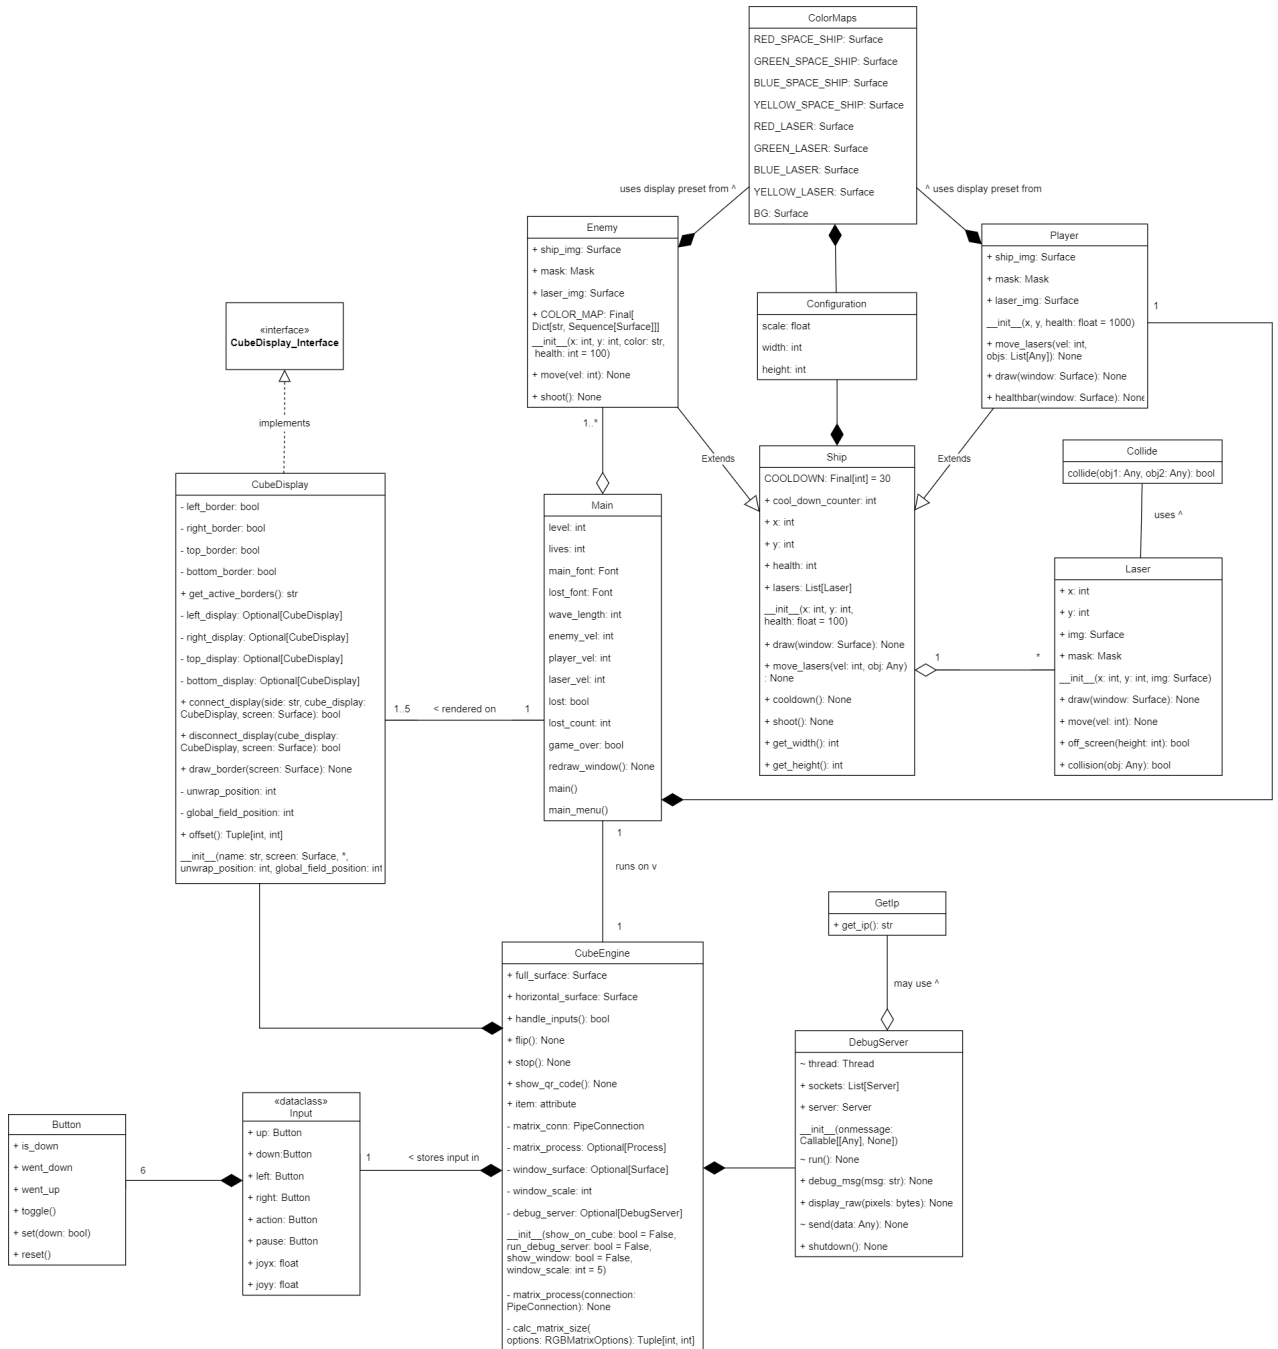 ColorMaps
RED_SPACE_SHIP: Surface
GREEN_SPACE_SHIP: Surface
BLUE_SPACE_SHIP: Surface
YELLOW_SPACE_SHIP: Surface
RED_LASER: Surface
GREEN_LASER: Surface
BLUE_LASER: Surface
YELLOW_LASER: Surface
BG: Surface
uses display preset from ^
^ uses display preset from
Enemy
+ ship_img: Surface
+ mask: Mask
+ laser_img: Surface
+ COLOR_MAP: Final[
Dict[str, Sequence[Surface]]]
__init__(x: int, y: int, color: str,
health: int = 100)
+ move(vel: int): None
+ shoot(): None
1..*
Player
+ ship_img: Surface
+ mask: Mask
+ laser_img: Surface
__init__(x, y, health: float = 1000)
+ move_lasers(vel: int,
objs: List[Any]): None
+ draw(window: Surface): None
+ healthbar(window: Surface): None
1
Configuration
scale: float
width: int
height: int
«interface»
CubeDisplay_Interface
implements
Extends
Extends
Ship
COOLDOWN: Final[int] = 30
+ cool_down_counter: int
+ x: int
+ y: int
+ health: int
+ lasers: List[Laser]
__init__(x: int, y: int,
health: float = 100)
+ draw(window: Surface): None
+ move_lasers(vel: int, obj: Any)
: None
+ cooldown(): None
+ shoot(): None
+ get_width(): int
+ get_height(): int
1
*
Collide
collide(obj1: Any, obj2: Any): bool
uses ^
Laser
+ x: int
+ y: int
+ img: Surface
+ mask: Mask
__init__(x: int, y: int, img: Surface)
+ draw(window: Surface): None
+ move(vel: int): None
+ off_screen(height: int): bool
+ collision(obj: Any): bool
CubeDisplay
- left_border: bool
- right_border: bool
- top_border: bool
- bottom_border: bool
+ get_active_borders(): str
- left_display: Optional[CubeDisplay]
- right_display: Optional[CubeDisplay]
- top_display: Optional[CubeDisplay]
- bottom_display: Optional[CubeDisplay]
+ connect_display(side: str, cube_display:
CubeDisplay, screen: Surface): bool
+ disconnect_display(cube_display:
CubeDisplay, screen: Surface): bool
+ draw_border(screen: Surface): None
- unwrap_position: int
- global_field_position: int
+ offset(): Tuple[int, int]
__init__(name: str, screen: Surface, *,
unwrap_position: int, global_field_position: int
1..5
< rendered on
1
Main
level: int
lives: int
main_font: Font
lost_font: Font
wave_length: int
enemy_vel: int
player_vel: int
laser_vel: int
lost: bool
lost_count: int
game_over: bool
redraw_window(): None
main()
main_menu()
1
runs on v
1
CubeEngine
+ full_surface: Surface
+ horizontal_surface: Surface
+ handle_inputs(): bool
+ flip(): None
+ stop(): None
+ show_qr_code(): None
+ item: attribute
- matrix_conn: PipeConnection
- matrix_process: Optional[Process]
- window_surface: Optional[Surface]
- window_scale: int
- debug_server: Optional[DebugServer]
__init__(show_on_cube: bool = False,
run_debug_server: bool = False,
show_window: bool = False,
window_scale: int = 5)
- matrix_process(connection:
PipeConnection): None
- calc_matrix_size(
options: RGBMatrixOptions): Tuple[int, int]
GetIp
+ get_ip(): str
may use ^
DebugServer
~ thread: Thread
+ sockets: List[Server]
+ server: Server
__init__(onmessage:
Callable[[Any], None])
~ run(): None
+ debug_msg(msg: str): None
+ display_raw(pixels: bytes): None
~ send(data: Any): None
+ shutdown(): None
Button
+ is_down
+ went_down
+ went_up
+ toggle()
+ set(down: bool)
+ reset()
6
«dataclass»
Input
+ up: Button
+ down:Button
+ left: Button
+ right: Button
+ action: Button
+ pause: Button
+ joyx: float
+ joyy: float
1
< stores input in